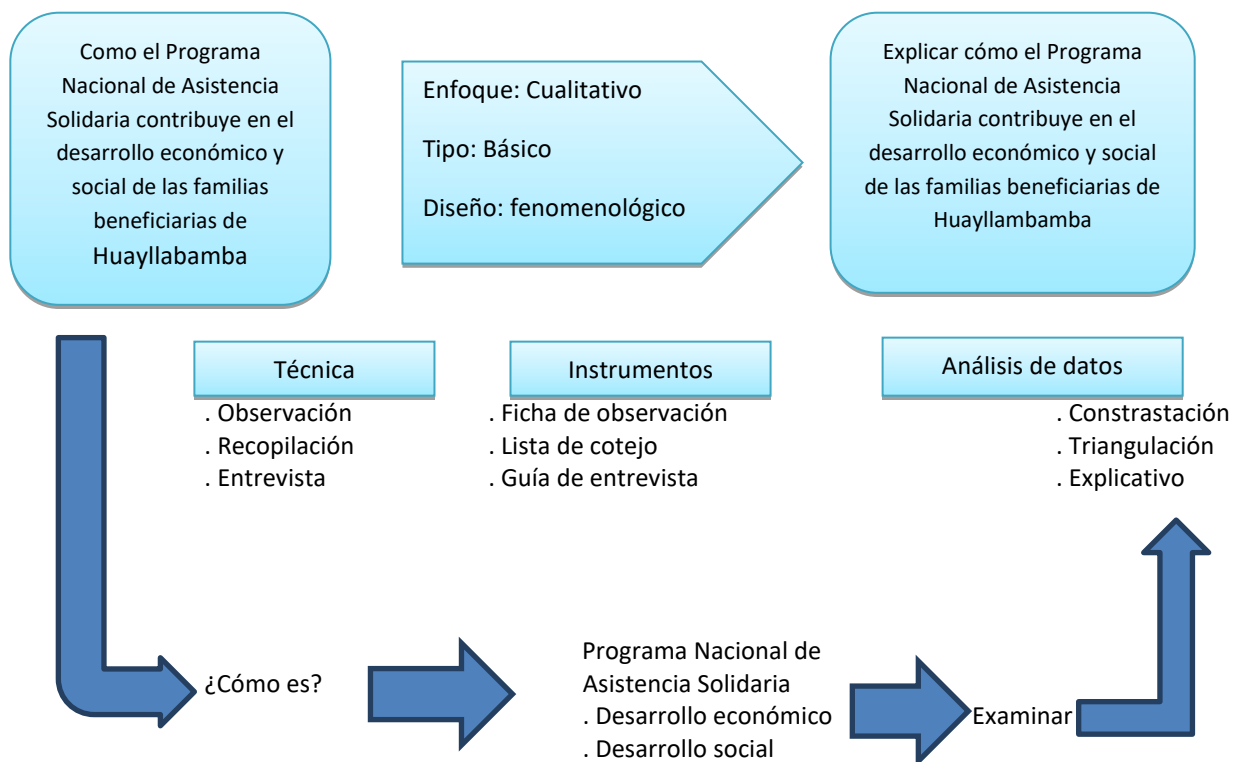 Como el Programa
Nacional de Asistencia
Solidaria contribuye en el
desarrollo económico y
social de las familias
beneficiarias de
Huayllabamba
Enfoque: Cualitativo
Tipo: Básico
Diseño: fenomenológico
Explicar cómo el Programa
Nacional de Asistencia
Solidaria contribuye en el
desarrollo económico y social
de las familias beneficiarias de
Huayllambamba
Técnica
. Observación
. Recopilación
. Entrevista
Instrumentos
. Ficha de observación
. Lista de cotejo
. Guía de entrevista
Análisis de datos
. Constrastación
. Triangulación
. Explicativo
¿Cómo es?
Programa Nacional de
Asistencia Solidaria
. Desarrollo económico
. Desarrollo social
Examinar